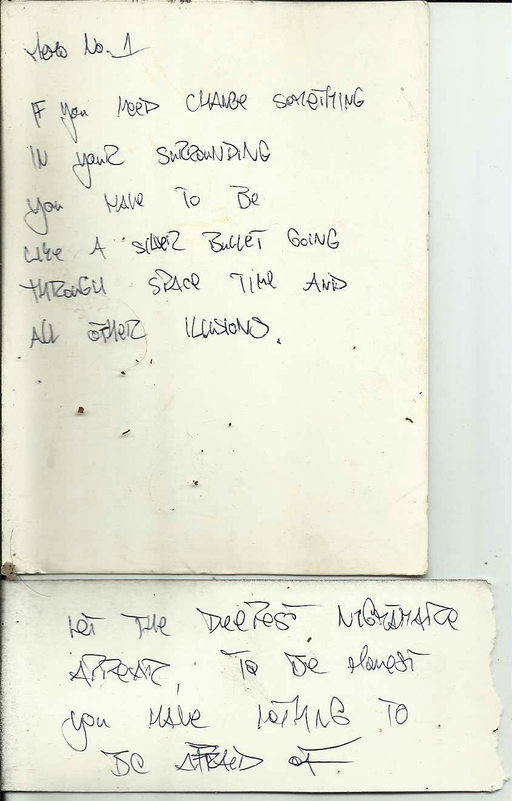 Memo No. 1
IF you NEED CHANGE SOMETHING
IN youR SURROUNDING
you HAVE TO BE
LIKE A SILVER BULLET GOING
THROUGH SPACE TIME AND
All OTHER ILLUSIONS.
LET THE DEEPEST NIGHTMARE
APPEAR, TO BE HONEST
you HAVE NOTHING TO
BE AFRAID OF